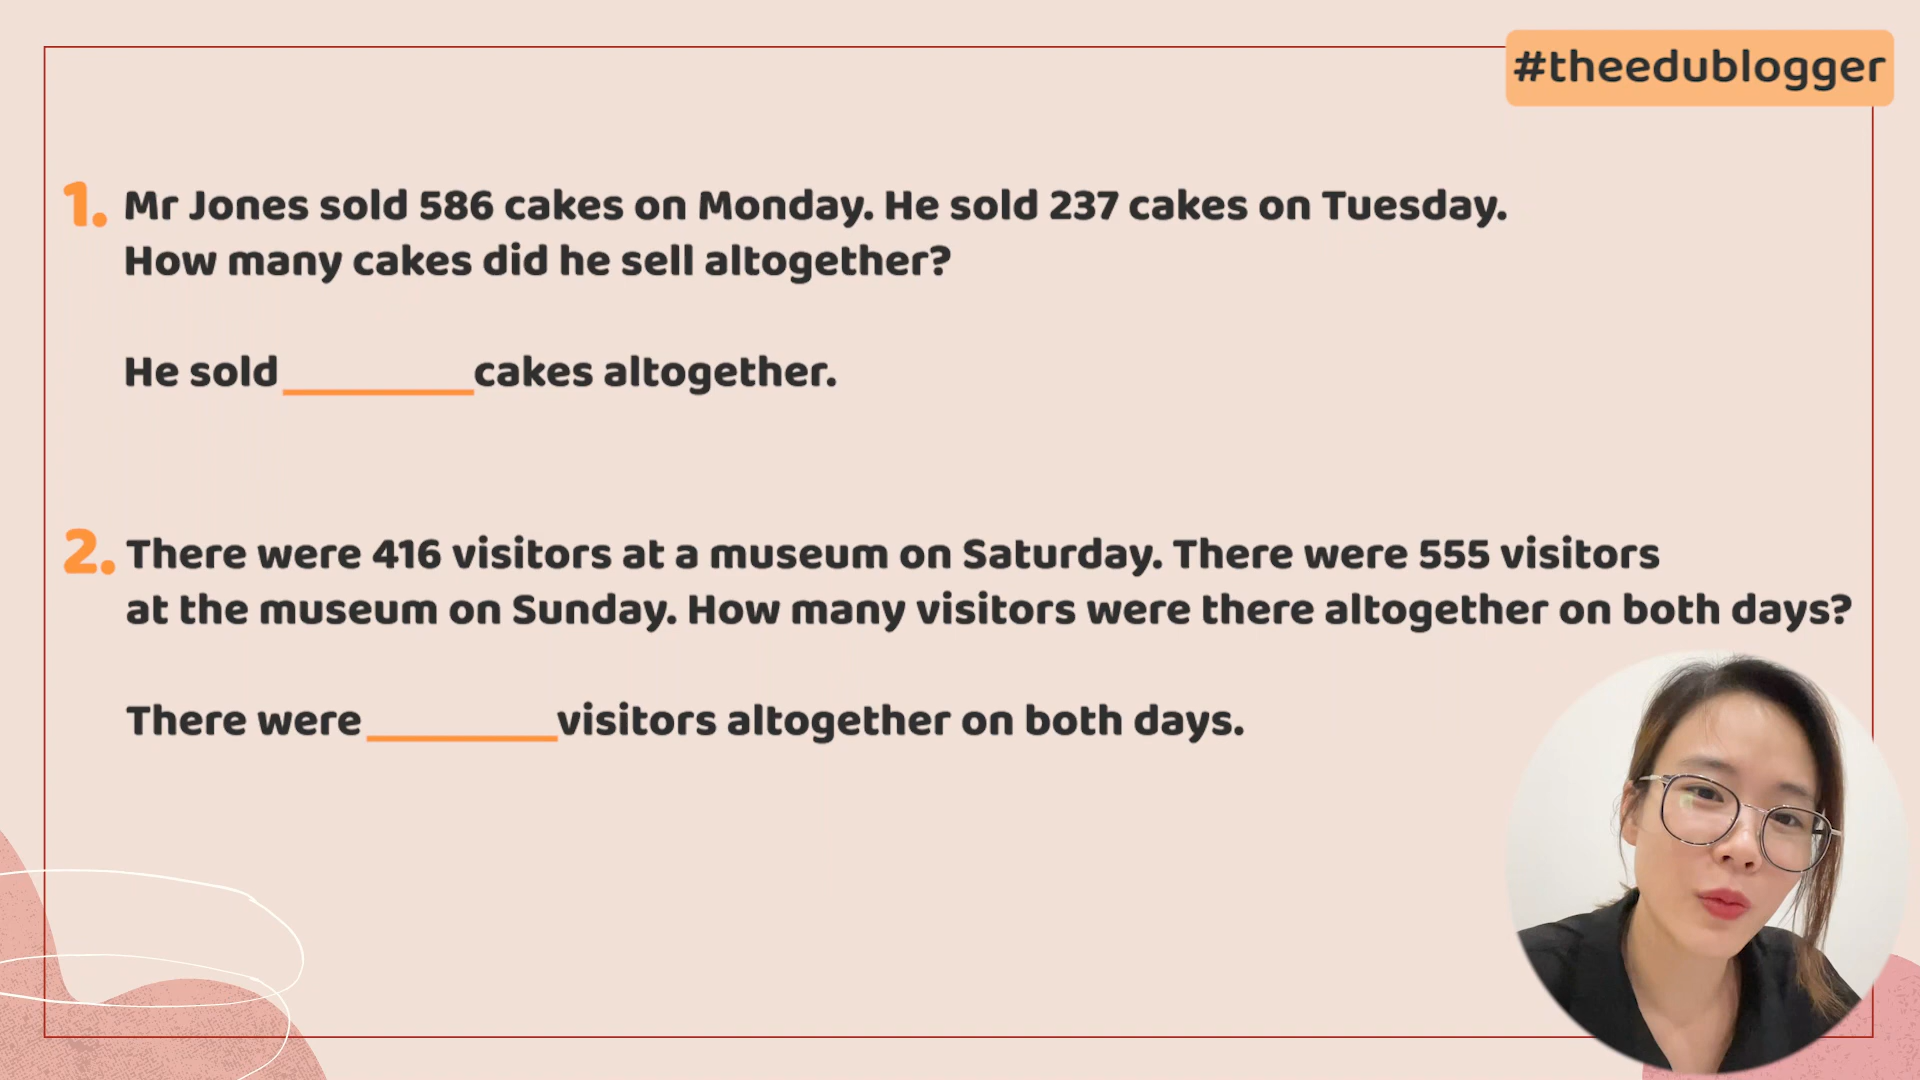 #theedublogger
1. Mr Jones sold 586 cakes on Monday. He sold 237 cakes on Tuesday.
How many cakes did he sell altogether?
He sold ________ cakes altogether.
2. There were 416 visitors at a museum on Saturday. There were 555 visitors
at the museum on Sunday. How many visitors were there altogether on both days?
There were ________ visitors altogether on both days.